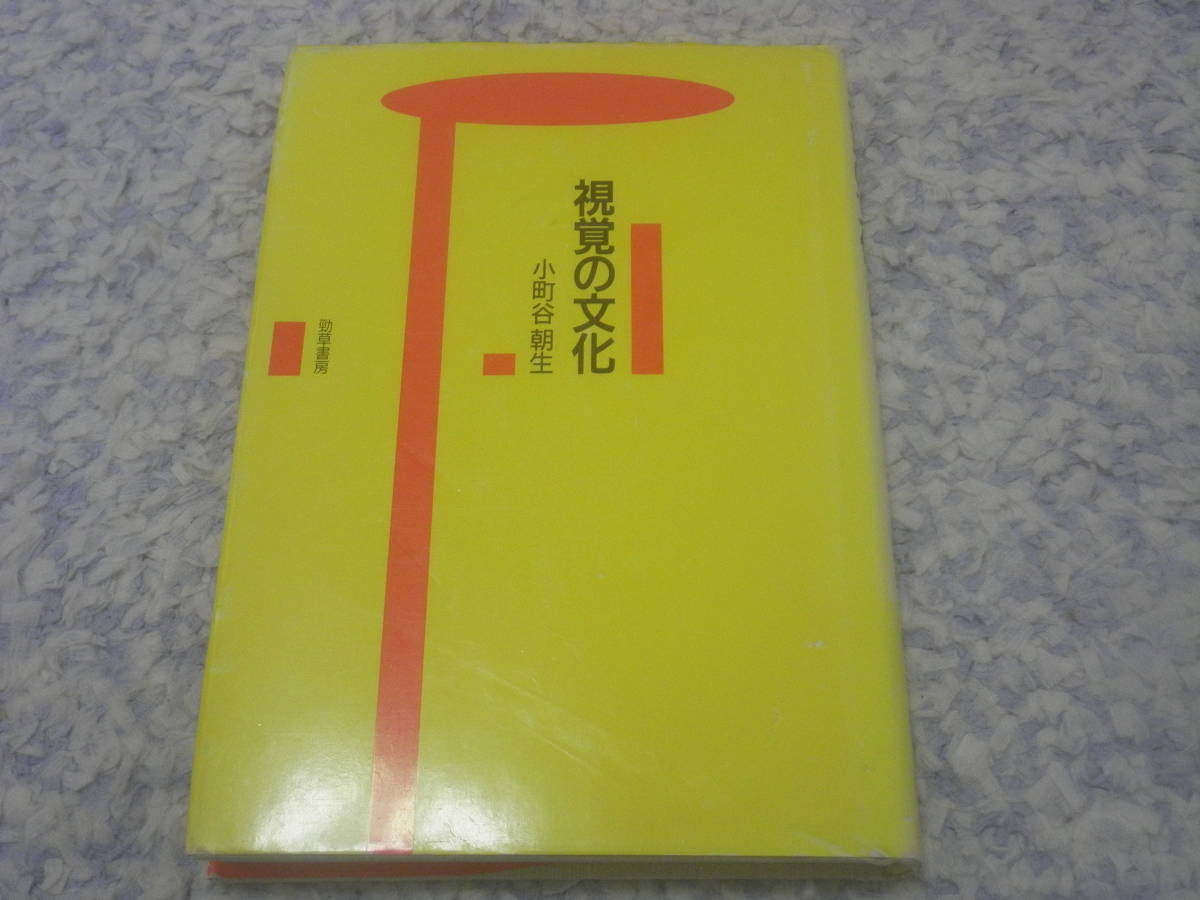 視覚の文化
小町谷 朝生
勁草書房